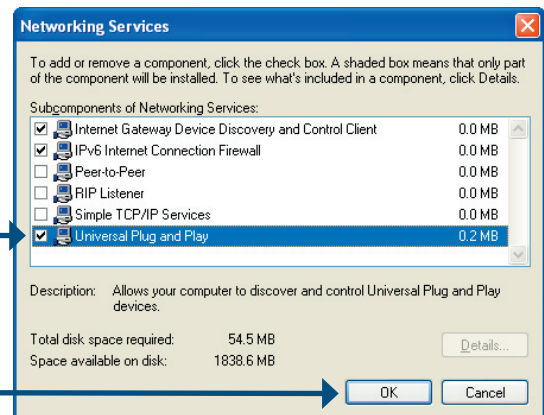 Networking Services
To add or remove a component, click the check box. A shaded box means that only part
of the component will be installed. To see what's included in a component, click Details.
Subcomponents of Networking Services:
Internet Gateway Device Discovery and Control Client 0.0 MB
IPv6 Internet Connection Firewall 0.0 MB
Peer-to-Peer 0.0 MB
RIP Listener 0.0 MB
Simple TCP/IP Services 0.0 MB
Universal Plug and Play 0.2 MB
Description: Allows your computer to discover and control Universal Plug and Play
devices.
Total disk space required: 54.5 MB
Details...
Space available on disk: 1838.6 MB
OK Cancel